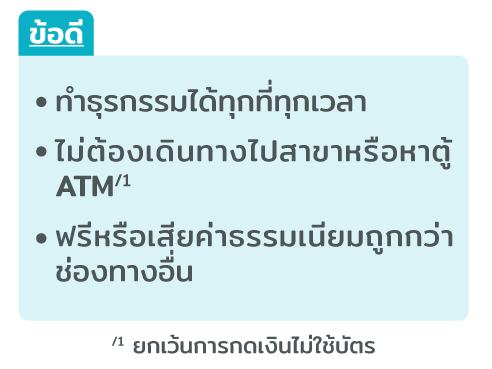 ข้อดี
• ทำธุรกรรมได้ทุกที่ทุกเวลา
• ไม่ต้องเดินทางไปสาขาหรือหาตู้
ATM/1
• ฟรีหรือเสียค่าธรรมเนียมถูกกว่า
ช่องทางอื่น
/1 ยกเว้นการกดเงินไม่ใช้บัตร